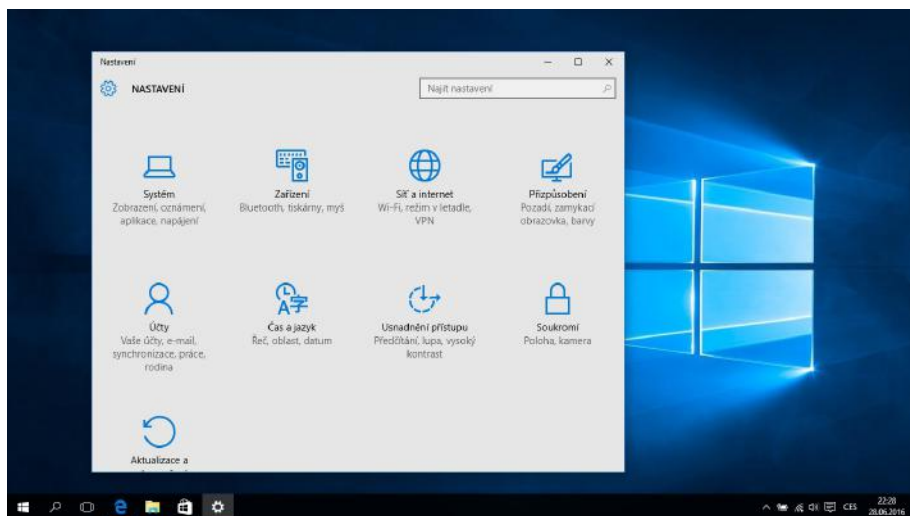 Nastavení
NASTAVENÍ
Najít nastavení
Systém
Zobrazení, oznámení,
aplikace, napájení
Zařízení
Bluetooth, tiskárny, myš
Síť a internet
Wi-Fi, režim v letadle,
VPN
Přizpůsobení
Pozadí, zamykací
obrazovka, barvy
Účty
Vaše účty, e-mail,
synchronizace, práce,
rodina
Čas a jazyk
Řeč, oblast, datum
Usnadnění přístupu
Předčítání, lupa, vysoký
kontrast
Soukromí
Poloha, kamera
Aktualizace a
CES
22:28
28.06.2016